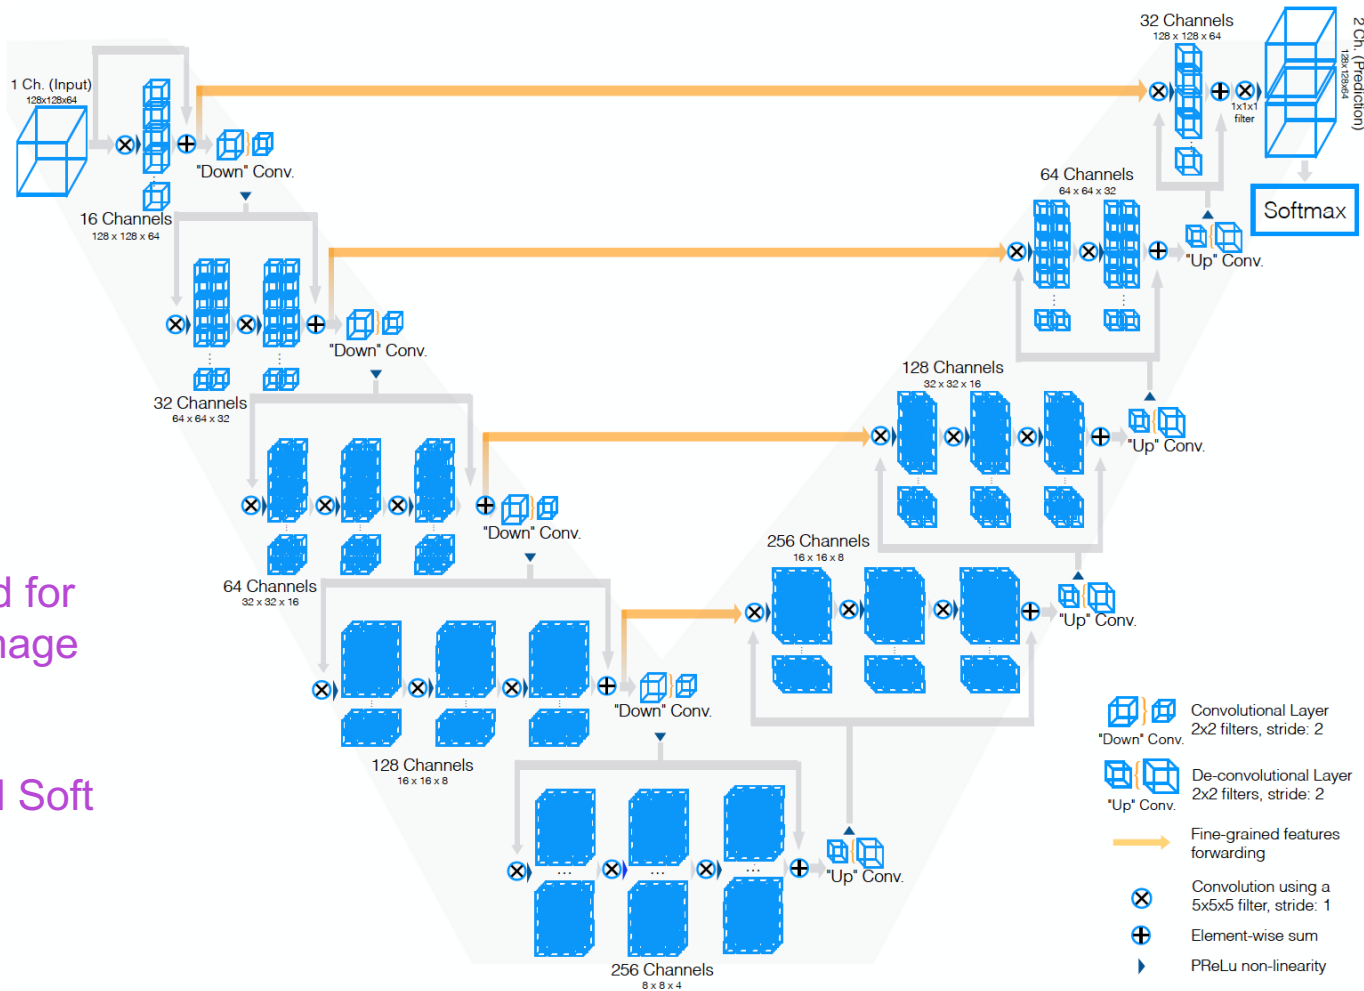 1 Ch. (Input)
128x128x64
"Down" Conv.
16 Channels
128 x 128 x 64
"Down" Conv.
32 Channels
64 x 64 x 32
"Down" Conv.
64 Channels
32 x 32 x 16
"Down" Conv.
128 Channels
16 x 16 x 8
256 Channels
8 x 8 x 4
"Up" Conv.
256 Channels
16 x 16 x 8
"Up" Conv.
128 Channels
32 x 32 x 16
"Up" Conv.
64 Channels
64 x 64 x 32
"Up" Conv.
32 Channels
128 x 128 x 64
1x1x1
filter
2 Ch. (Prediction)
128x128x64
Softmax
d for
nage
l Soft
"Down" Conv.
Convolutional Layer
2x2 filters, stride: 2
"Up" Conv.
De-convolutional Layer
2x2 filters, stride: 2
Fine-grained features
forwarding
Convolution using a
5x5x5 filter, stride: 1
Element-wise sum
PReLu non-linearity